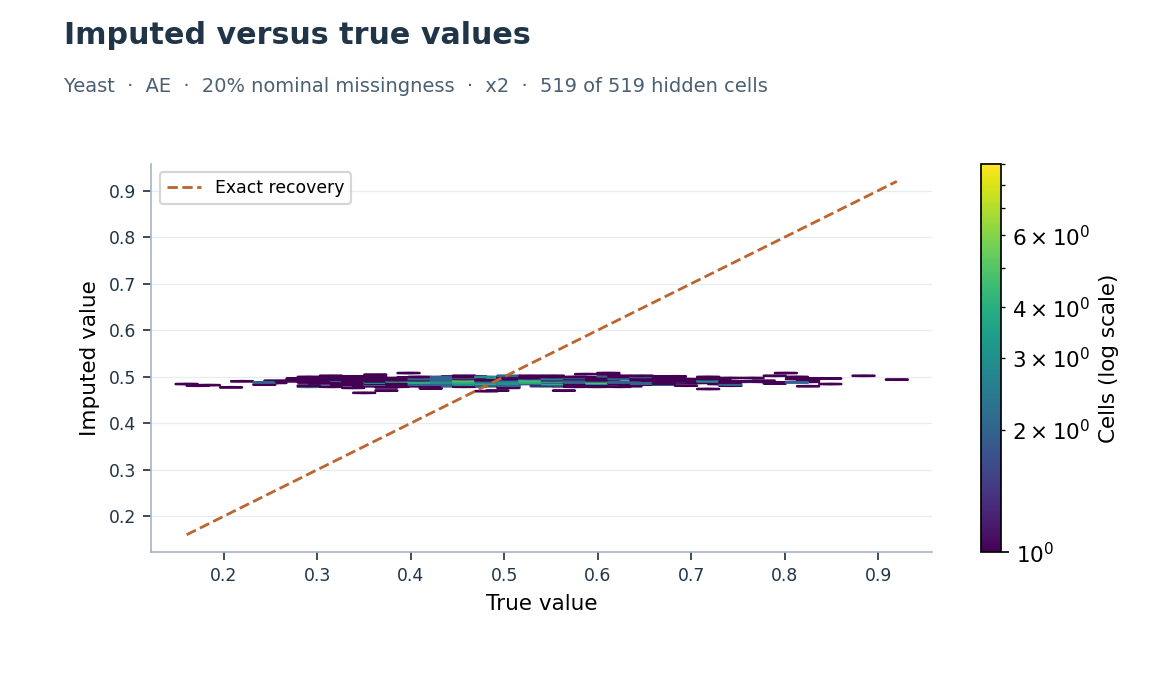 Imputed versus true values
Yeast · AE · 20% nominal missingness · x2 · 519 of 519 hidden cells
Exact recovery
0.9
0.8
0.7
0.6
0.5
0.4
0.3
0.2
Imputed value
0.2 0.3 0.4 0.5 0.6 0.7 0.8 0.9
True value
6 × 10⁰
4 × 10⁰
3 × 10⁰
2 × 10⁰
10⁰
Cells (log scale)